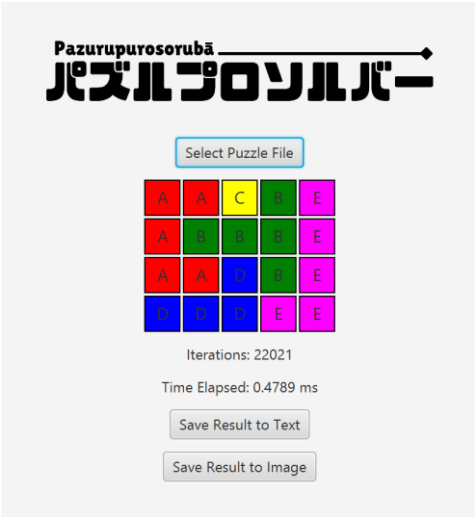 Pazurupurosorubā
パズルプロソルバー
Select Puzzle File
A A C B E
A B B B E
A A D B E
D D D E E
Iterations: 22021
Time Elapsed: 0.4789 ms
Save Result to Text
Save Result to Image